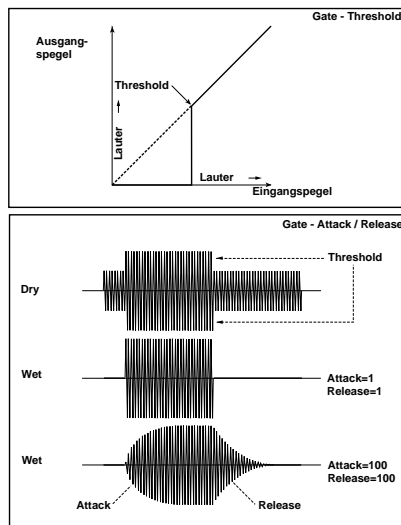 Gate - Threshold
Ausgang-
spegel
Threshold
Lauter
Lauter
Eingangspegel
Gate - Attack / Release
Threshold
Dry
Wet
Attack=1
Release=1
Wet
Attack=100
Release=100
Attack
Release